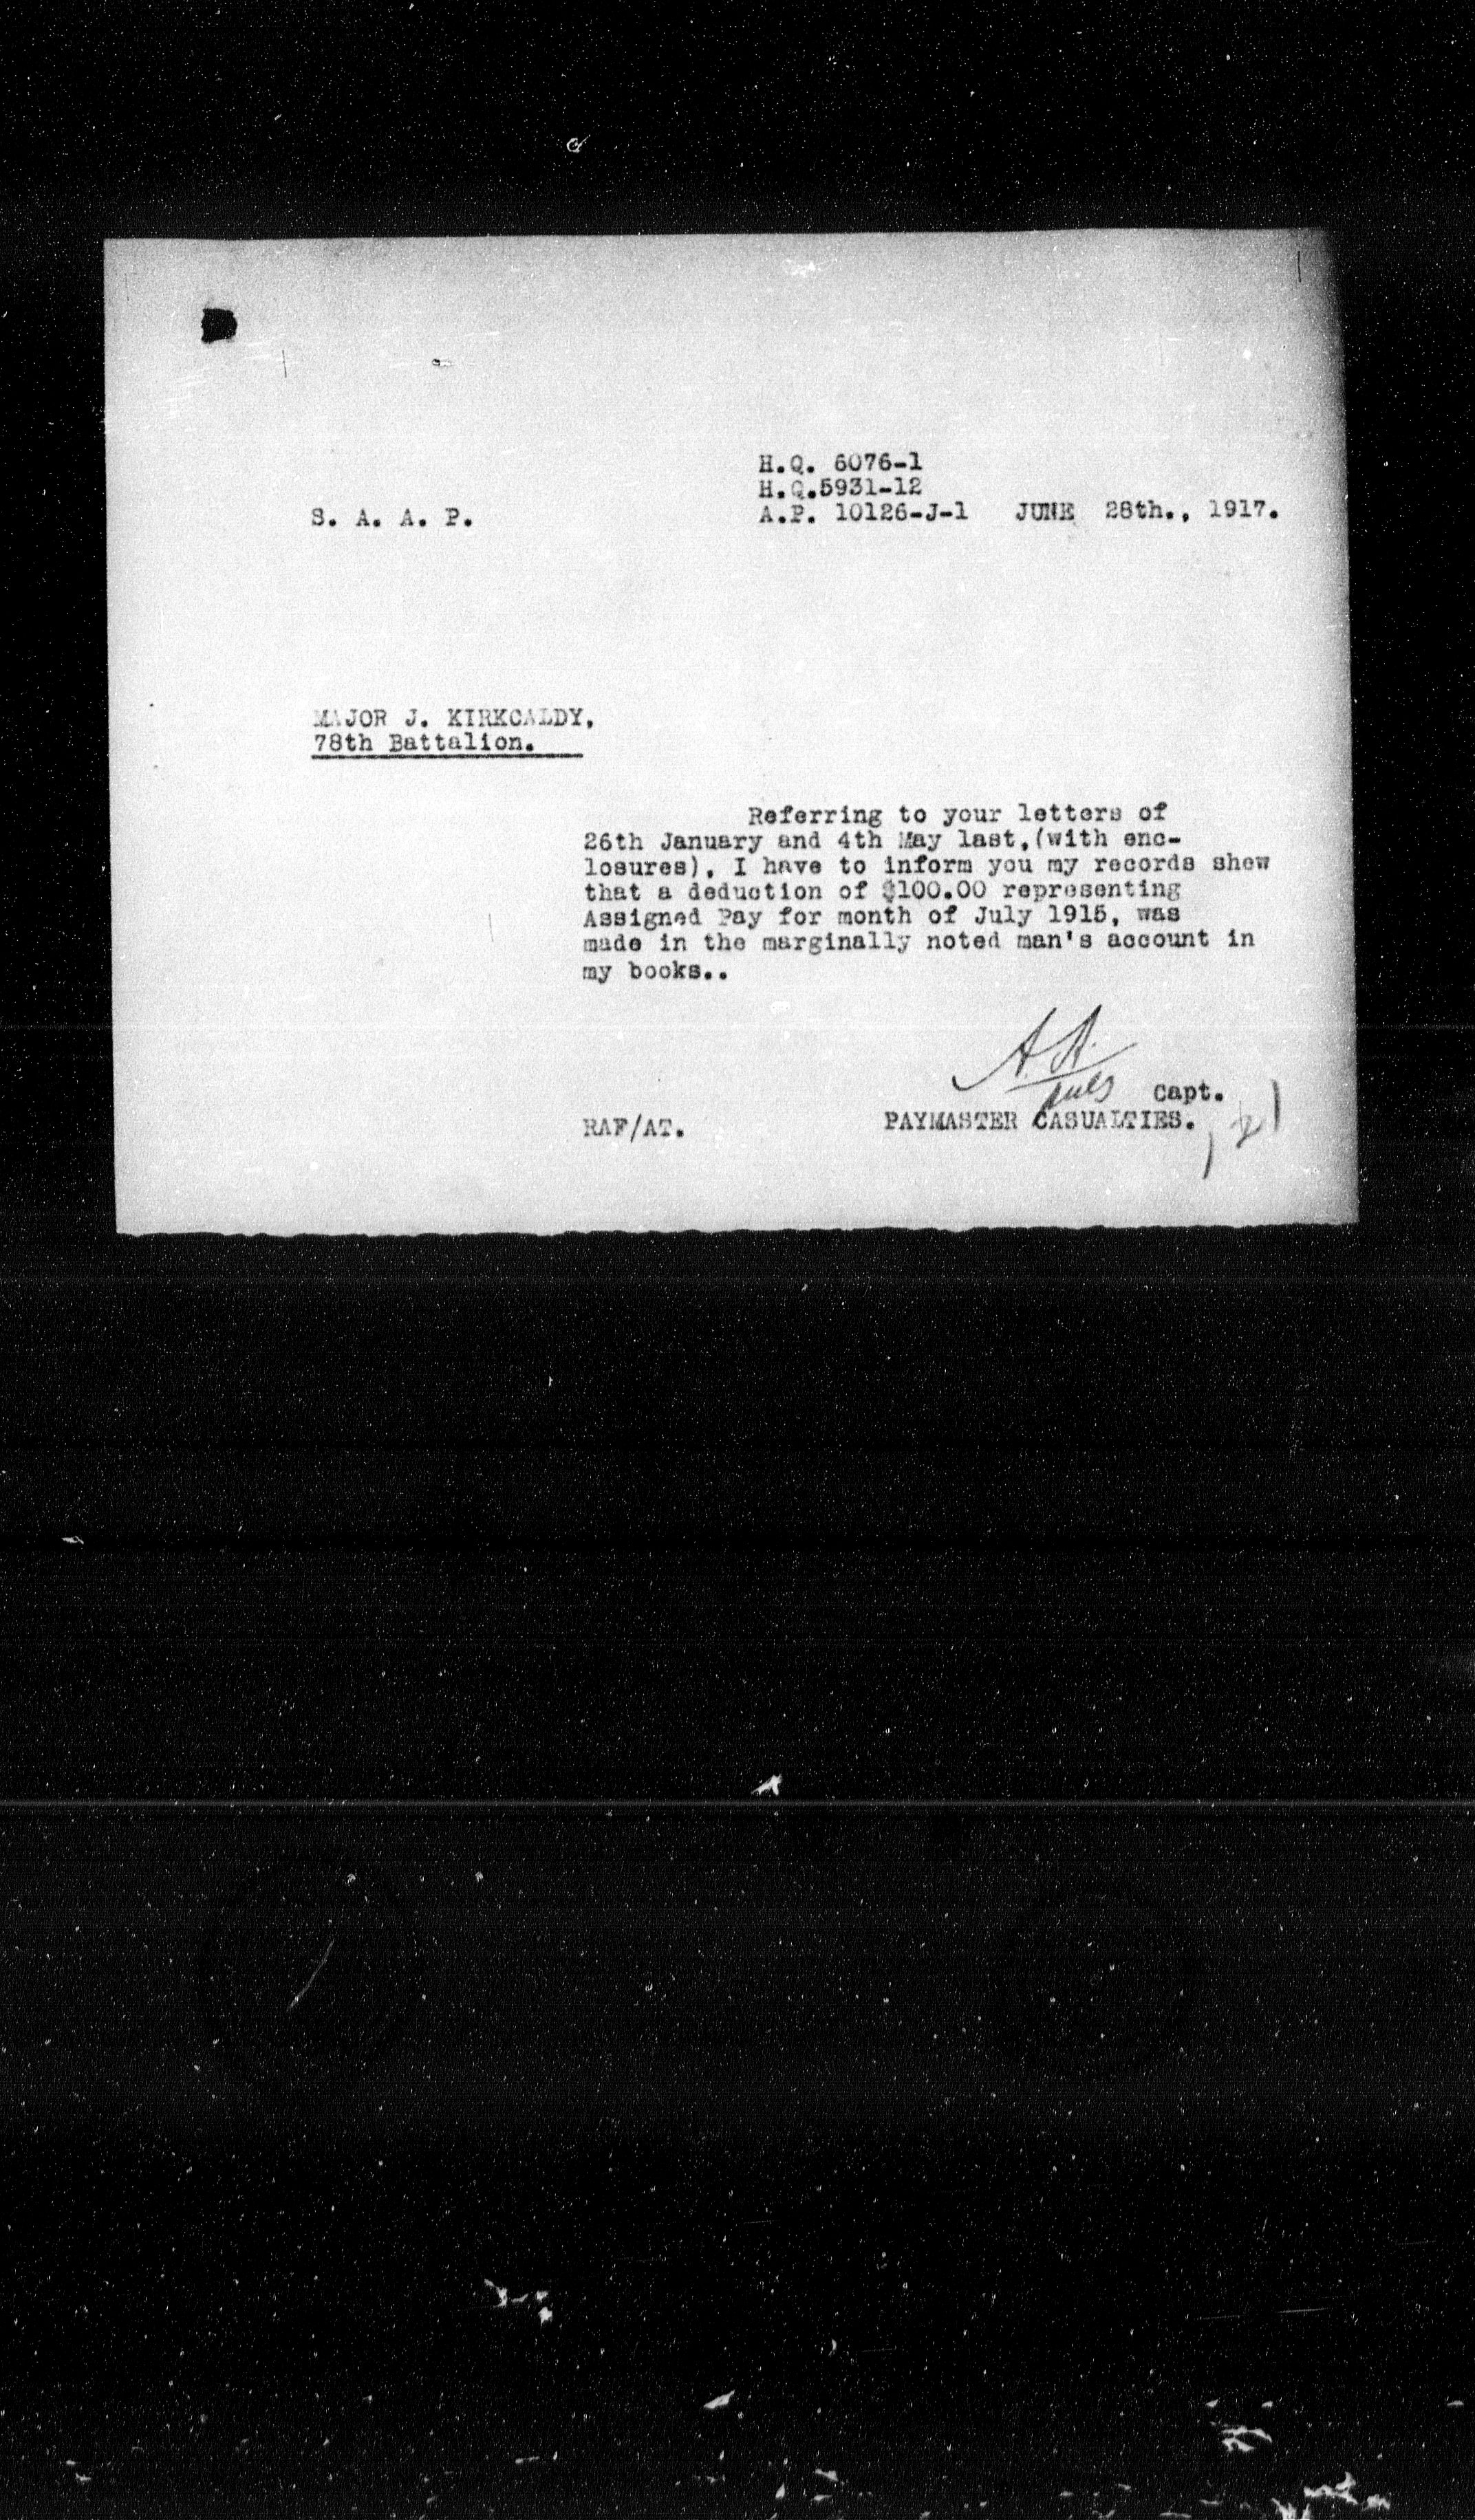 H.Q. 6076-1
H.Q.5931-12
S. A. A. P.    A.P. 10126-J-1    JUNE 28th., 1917.
MAJOR J. KIRKCALDY,
78th Battalion.
Referring to your letters of
26th January and 4th May last,(with enc-
losures), I have to inform you my records shew
that a deduction of $100.00 representing
Assigned Pay for month of July 1915, was
made in the marginally noted man's account in
my books..
Capt.
RAF/AT.    PAYMASTER CASUALTIES.